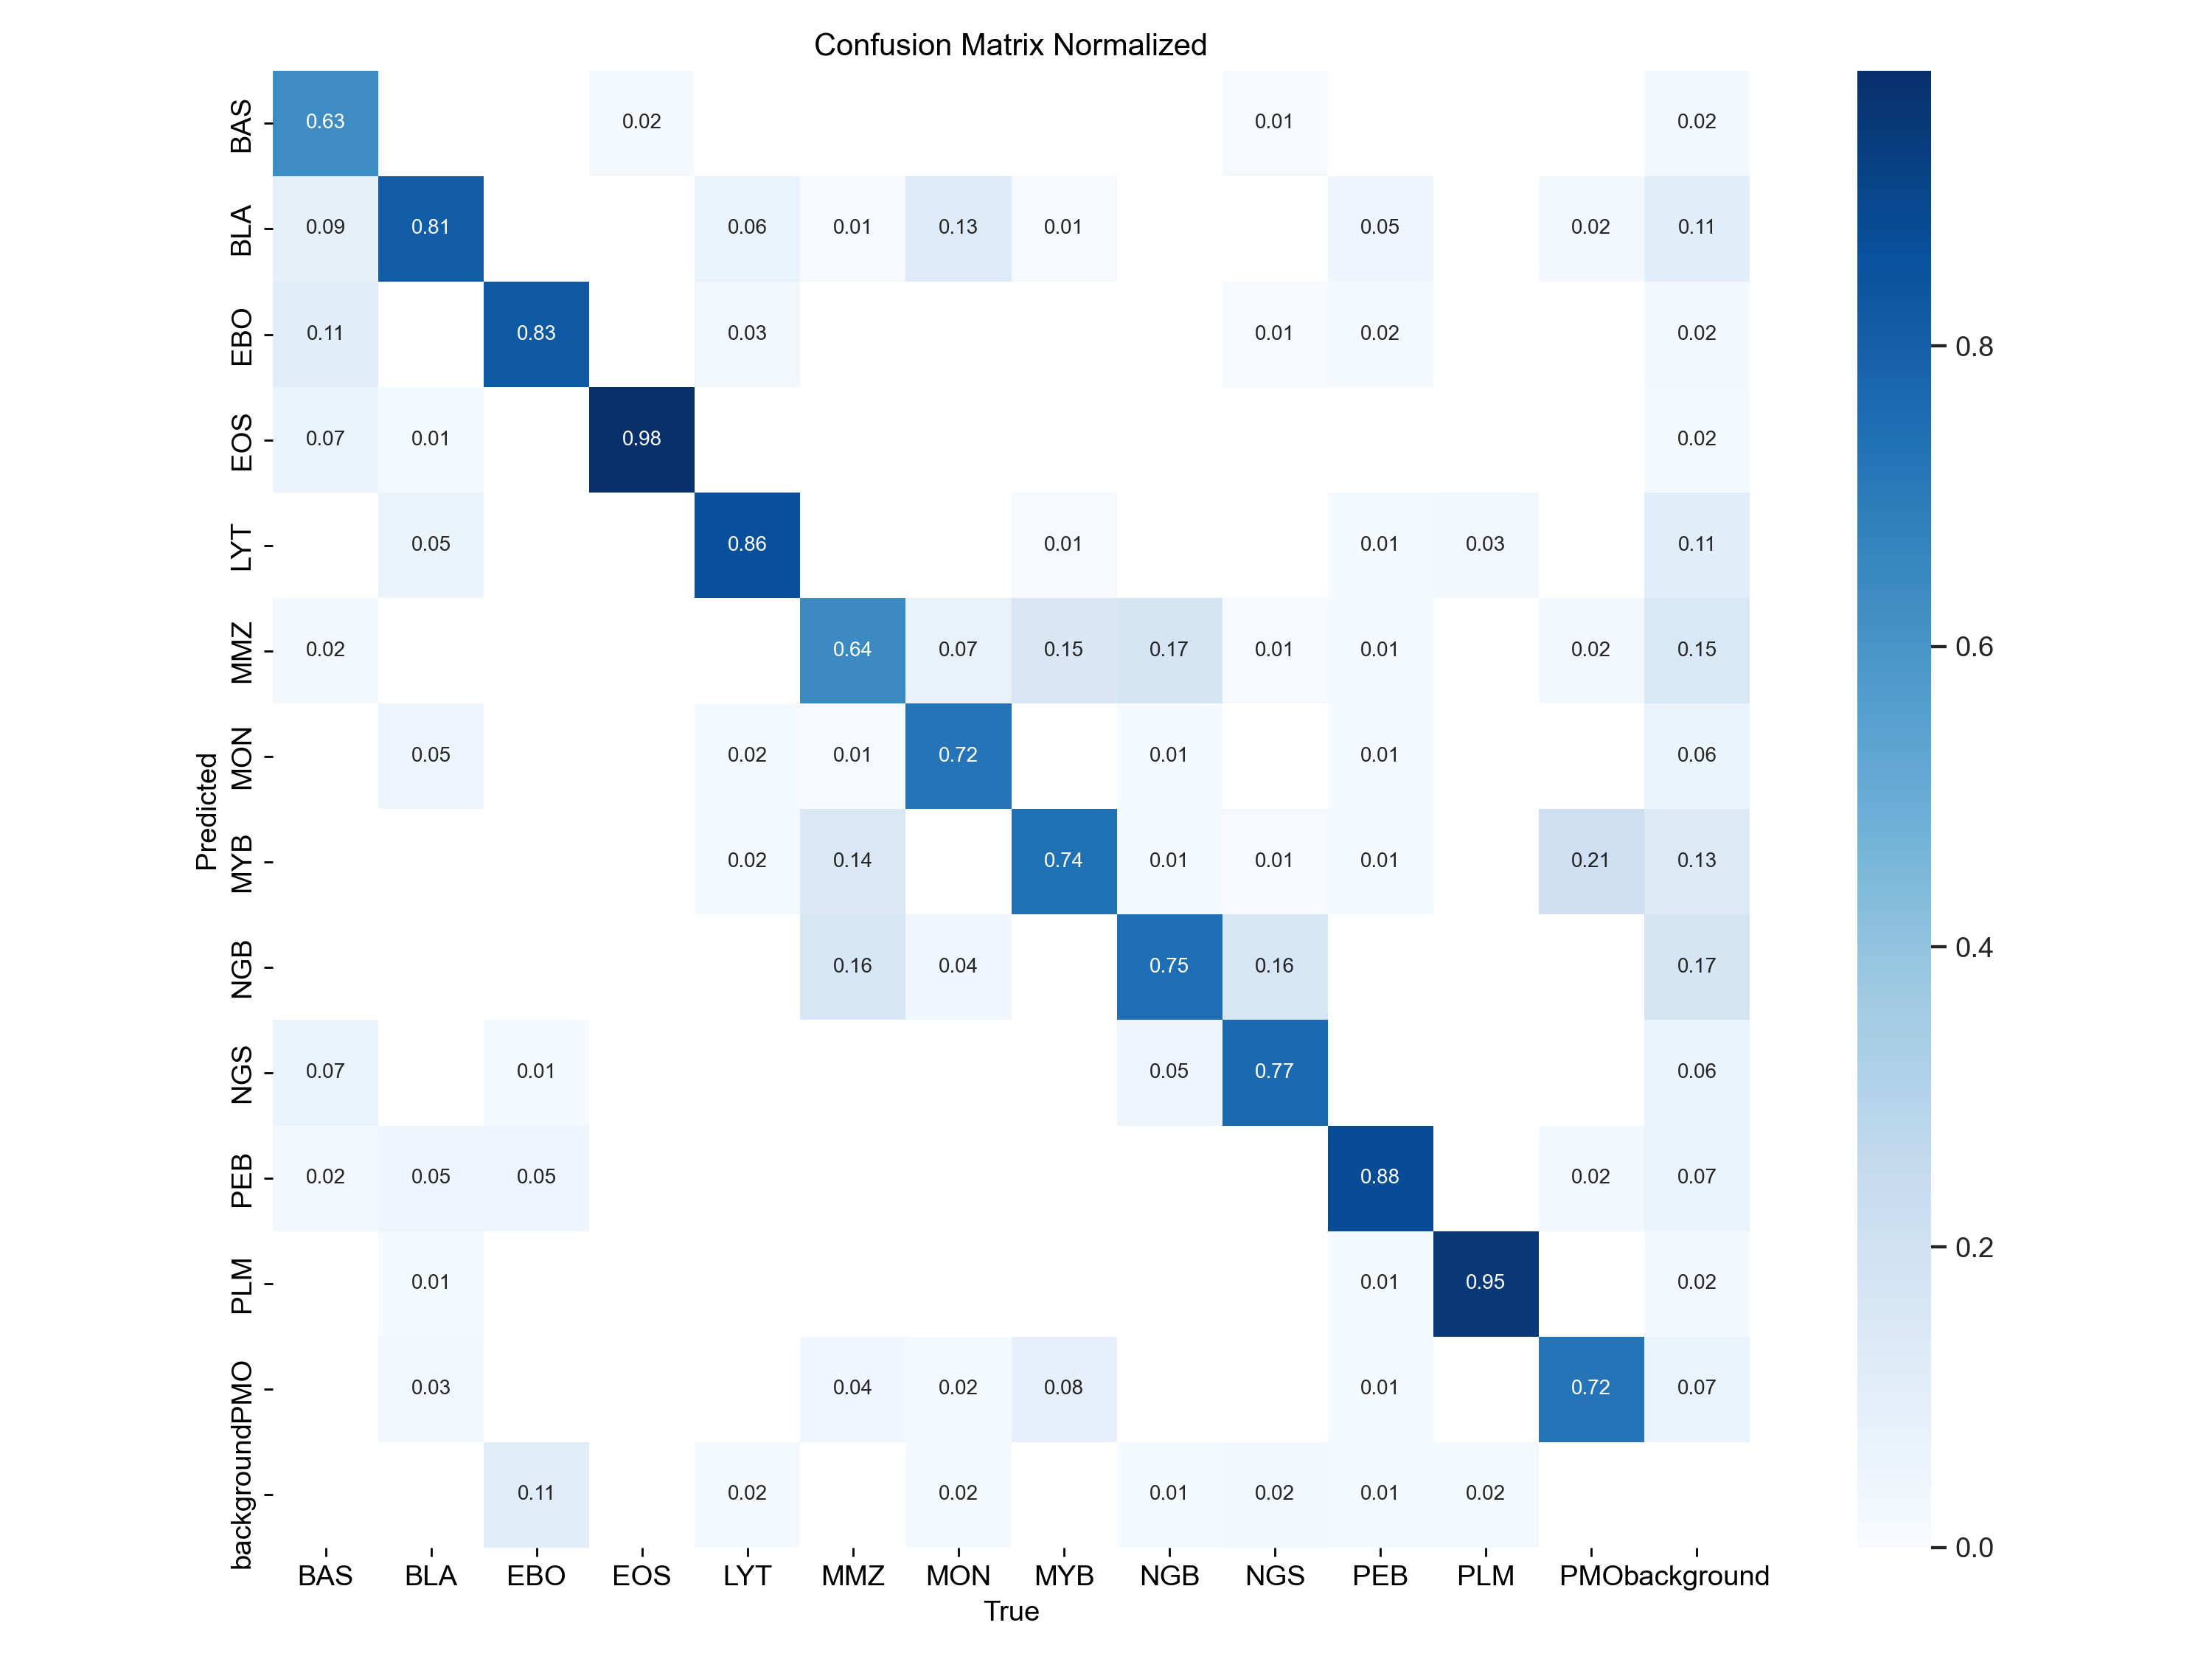 Confusion Matrix Normalized
Predicted
BAS 0.63 0.02 0.01 0.02
BLA 0.09 0.81 0.06 0.01 0.13 0.01 0.05 0.02 0.11
EBO 0.11 0.83 0.03 0.01 0.02 0.02
EOS 0.07 0.01 0.98 0.02
LYT 0.05 0.86 0.01 0.01 0.03 0.11
MMZ 0.02 0.64 0.07 0.15 0.17 0.01 0.01 0.02 0.15
MON 0.05 0.02 0.01 0.72 0.01 0.01 0.06
MYB 0.02 0.14 0.74 0.01 0.01 0.01 0.21 0.13
NGB 0.16 0.04 0.75 0.16 0.17
NGS 0.07 0.01 0.05 0.77 0.06
PEB 0.02 0.05 0.05 0.88 0.02 0.07
PLM 0.01 0.01 0.95 0.02
PMO 0.03 0.04 0.02 0.08 0.01 0.72 0.07
background 0.11 0.02 0.02 0.01 0.02 0.01 0.02
BAS BLA EBO EOS LYT MMZ MON MYB NGB NGS PEB PLM PMO background
True
0.8
0.6
0.4
0.2
0.0